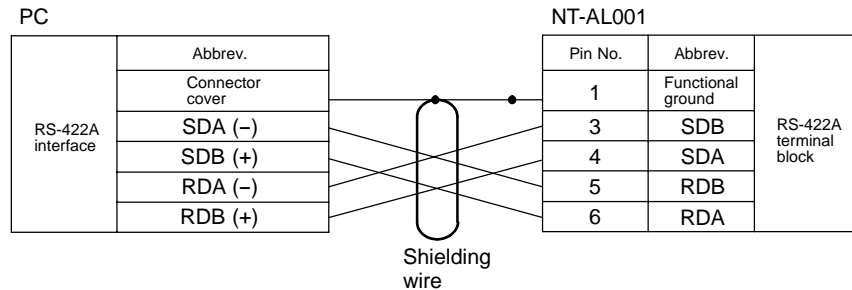 PC
NT-AL001
Abbrev.
Pin No.
Abbrev.
Connector
cover
1
Functional
ground
RS-422A
interface
SDA (−)
3
SDB
RS-422A
terminal
block
SDB (+)
4
SDA
RDA (−)
5
RDB
RDB (+)
6
RDA
Shielding
wire